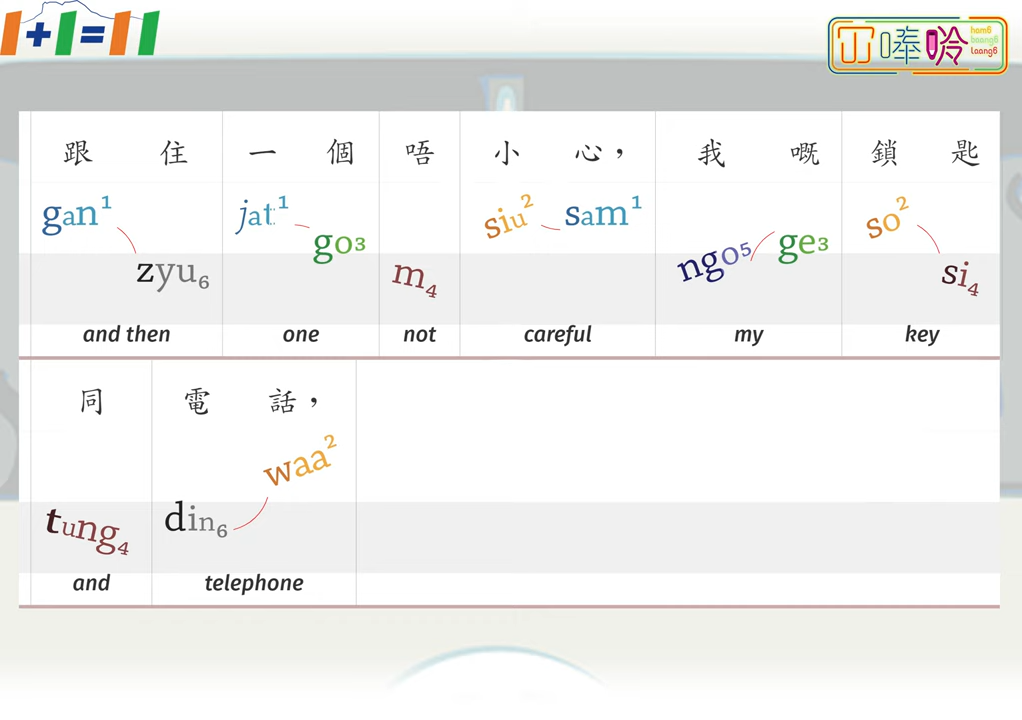 1+1=11
冚唪唥 ham6 baang6 laang6
跟住 一個 唔 小心， 我嘅 鎖匙
gan1 zyu6 jat1 go3 m4 siu2 sam1 ngo5 ge3 so2 si4
and then one not careful my key
同 電話，
tung4 din6 waa2
and telephone